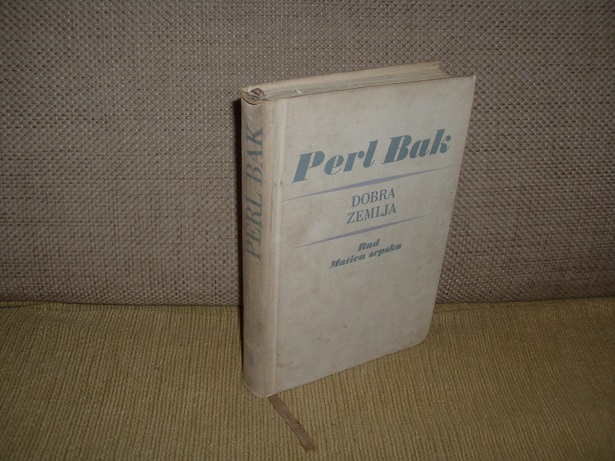 PERL BAK
Perl Bak
DOBRA
ZEMLJA
Rad
Matica srpska